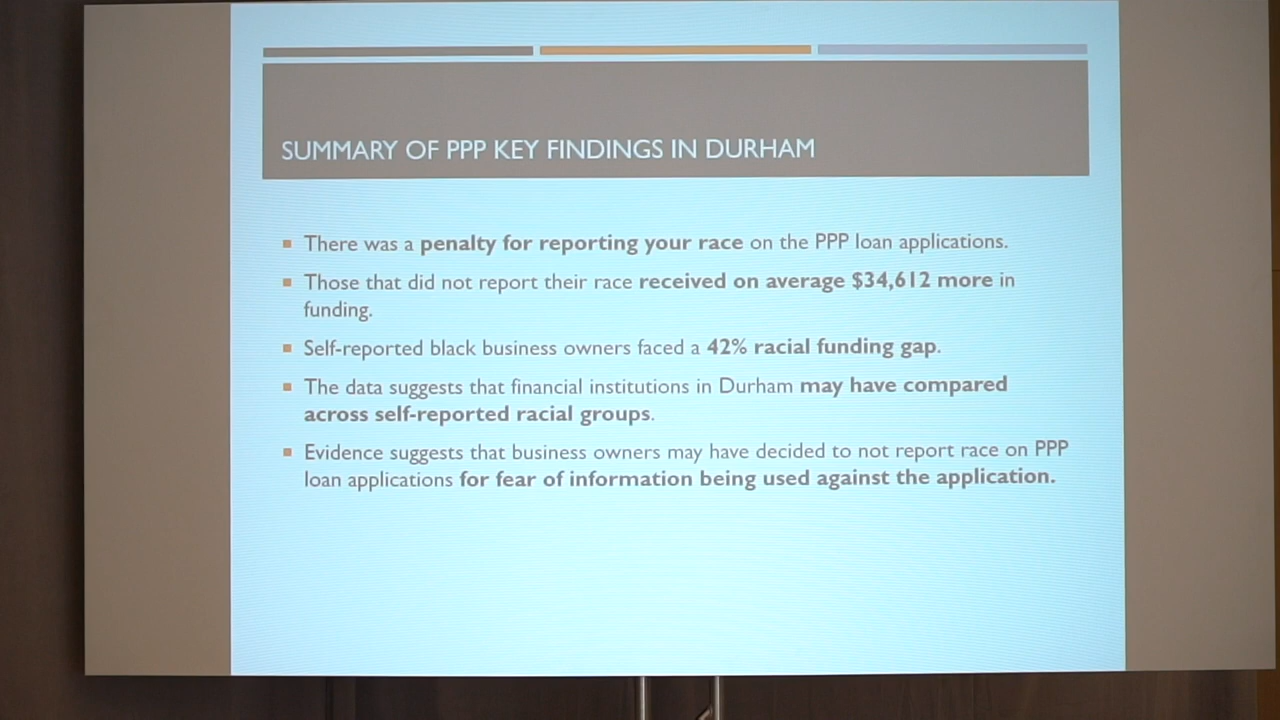 SUMMARY OF PPP KEY FINDINGS IN DURHAM
There was a penalty for reporting your race on the PPP loan applications.
Those that did not report their race received on average $34,612 more in
funding.
Self-reported black business owners faced a 42% racial funding gap.
The data suggests that financial institutions in Durham may have compared
across self-reported racial groups.
Evidence suggests that business owners may have decided to not report race on PPP
loan applications for fear of information being used against the application.